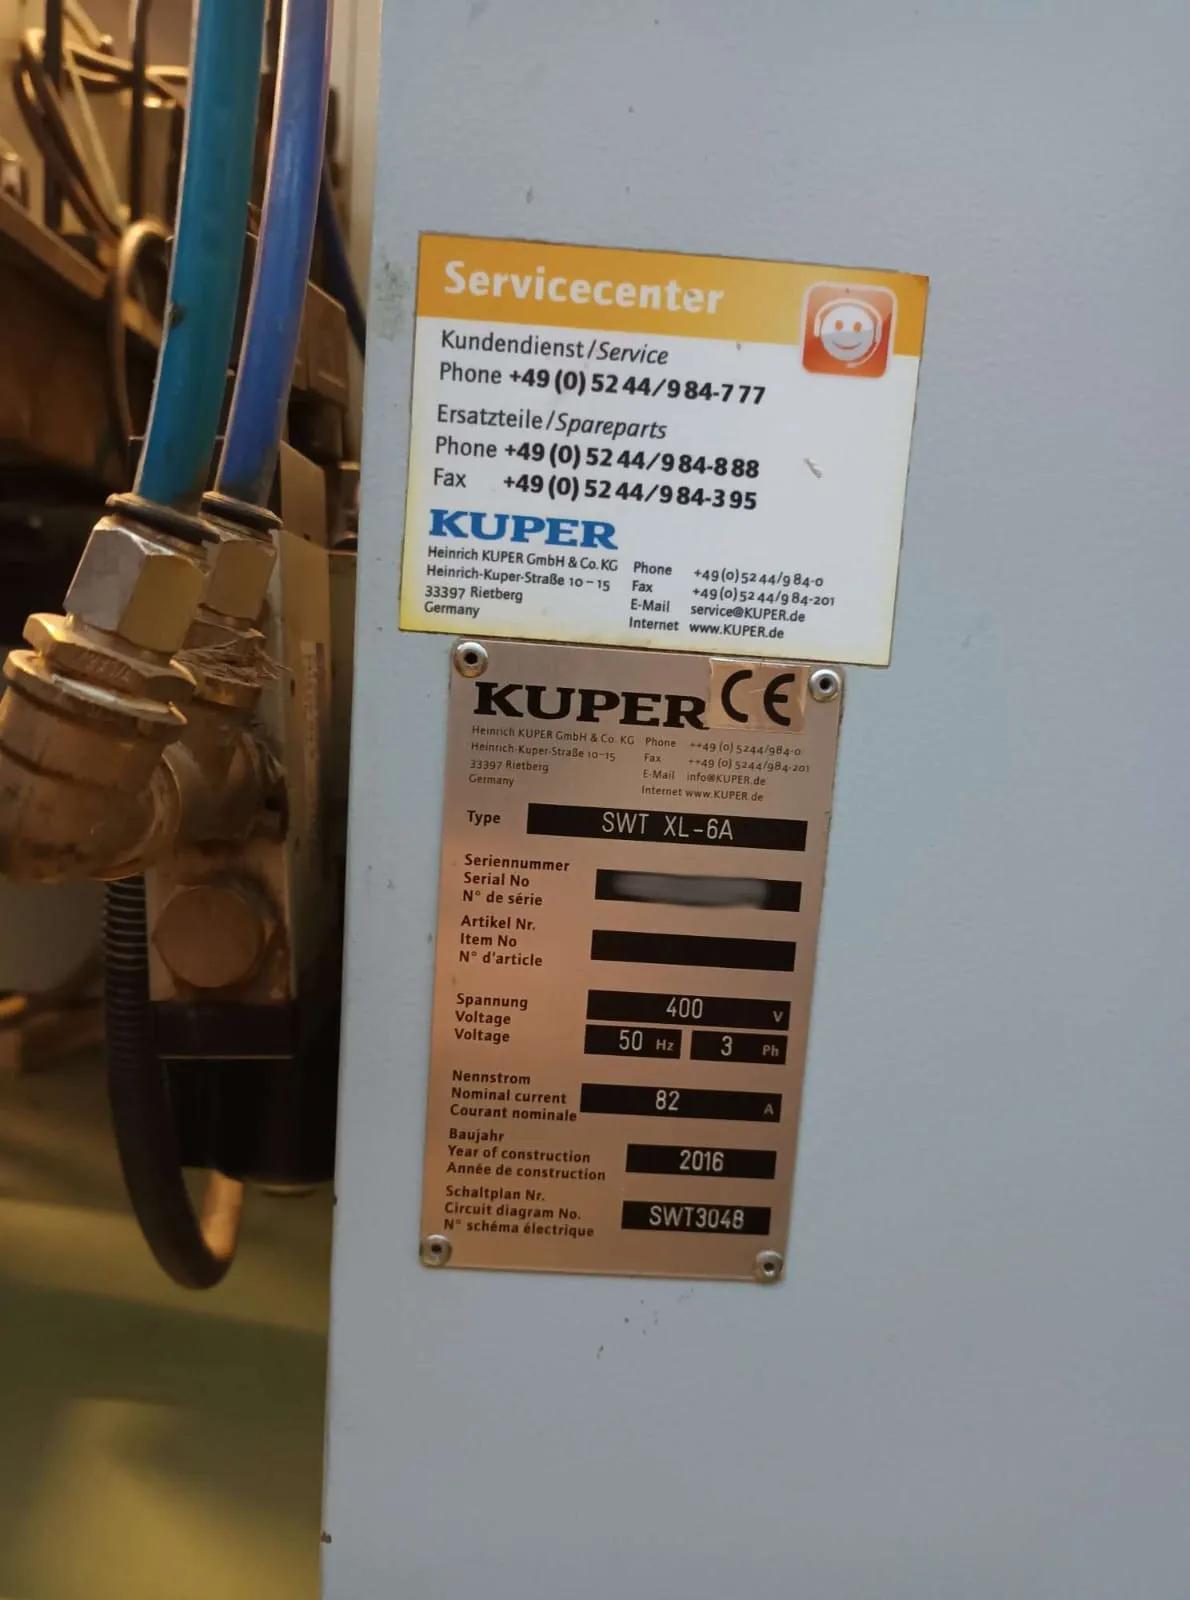 Servicecenter
Kundendienst/Service
Phone +49 (0) 52 44/9 84-7 77
Ersatzteile/Spareparts
Phone +49 (0) 52 44/9 84-8 88
Fax +49 (0) 52 44/9 84-3 95
KUPER
Heinrich KUPER GmbH & Co. KG
Heinrich-Kuper-Straße 10 – 15
33397 Rietberg
Germany
Phone +49 (0) 52 44/9 84-0
Fax +49 (0) 52 44/9 84-201
E-Mail service@KUPER.de
Internet www.KUPER.de
KUPER CE
Heinrich KUPER GmbH & Co. KG
Heinrich-Kuper-Straße 10-15
33397 Rietberg
Germany
Phone ++49 (0) 5244/984-0
Fax ++49 (0) 5244/984-201
E-Mail info@KUPER.de
Internet www.KUPER.de
Type SWT XL-6A
Seriennummer
Serial No
N° de série
Artikel Nr.
Item No
N° d'article
Spannung
Voltage
Voltage
400 V
50 Hz 3 Ph
Nennstrom
Nominal current
Courant nominale
82 A
Baujahr
Year of construction
Année de construction
2016
Schaltplan Nr.
Circuit diagram No.
N° schéma électrique
SWT3048